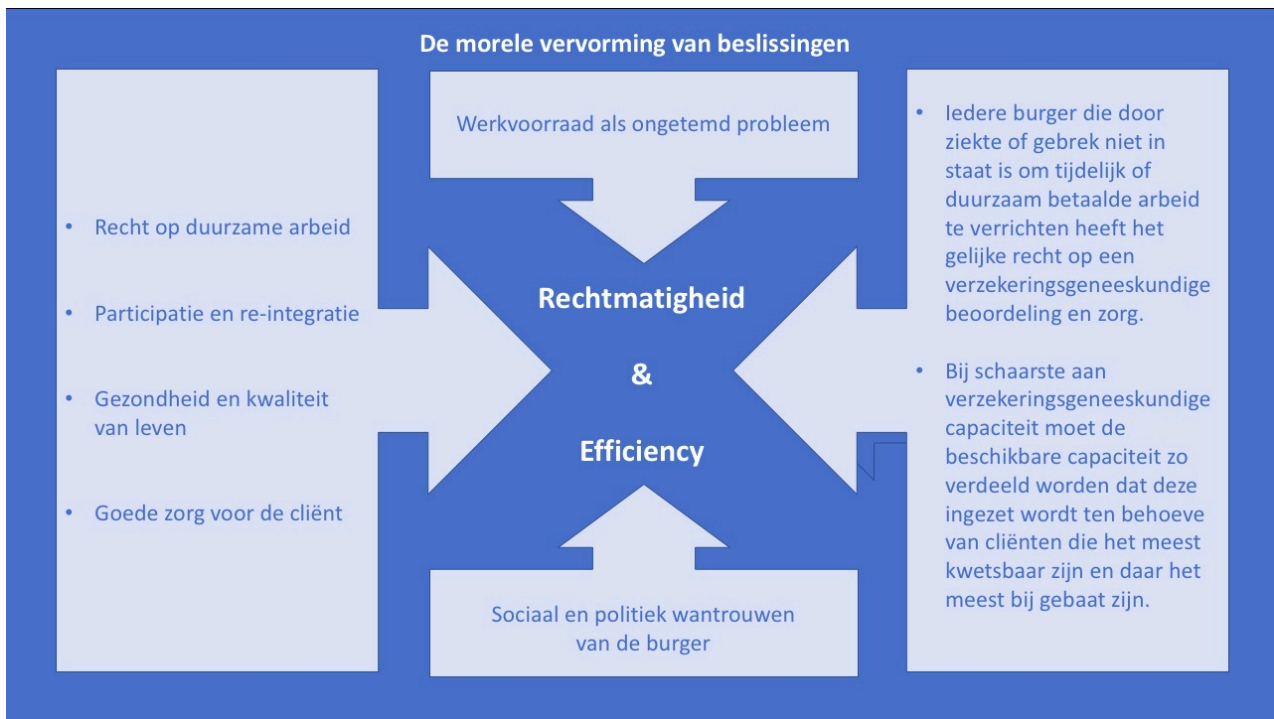 De morele vervorming van beslissingen
• Recht op duurzame arbeid
• Participatie en re-integratie
• Gezondheid en kwaliteit
van leven
• Goede zorg voor de cliënt
Werkvoorraad als ongetemd probleem
Rechtmatigheid
&
Efficiency
Sociaal en politiek wantrouwen
van de burger
• Iedere burger die door
ziekte of gebrek niet in
staat is om tijdelijk of
duurzaam betaalde arbeid
te verrichten heeft het
gelijke recht op een
verzekeringsgeneeskundige
beoordeling en zorg.
• Bij schaarste aan
verzekeringsgeneeskundige
capaciteit moet de
beschikbare capaciteit zo
verdeeld worden dat deze
ingezet wordt ten behoeve
van cliënten die het meest
kwetsbaar zijn en daar het
meest bij gebaat zijn.